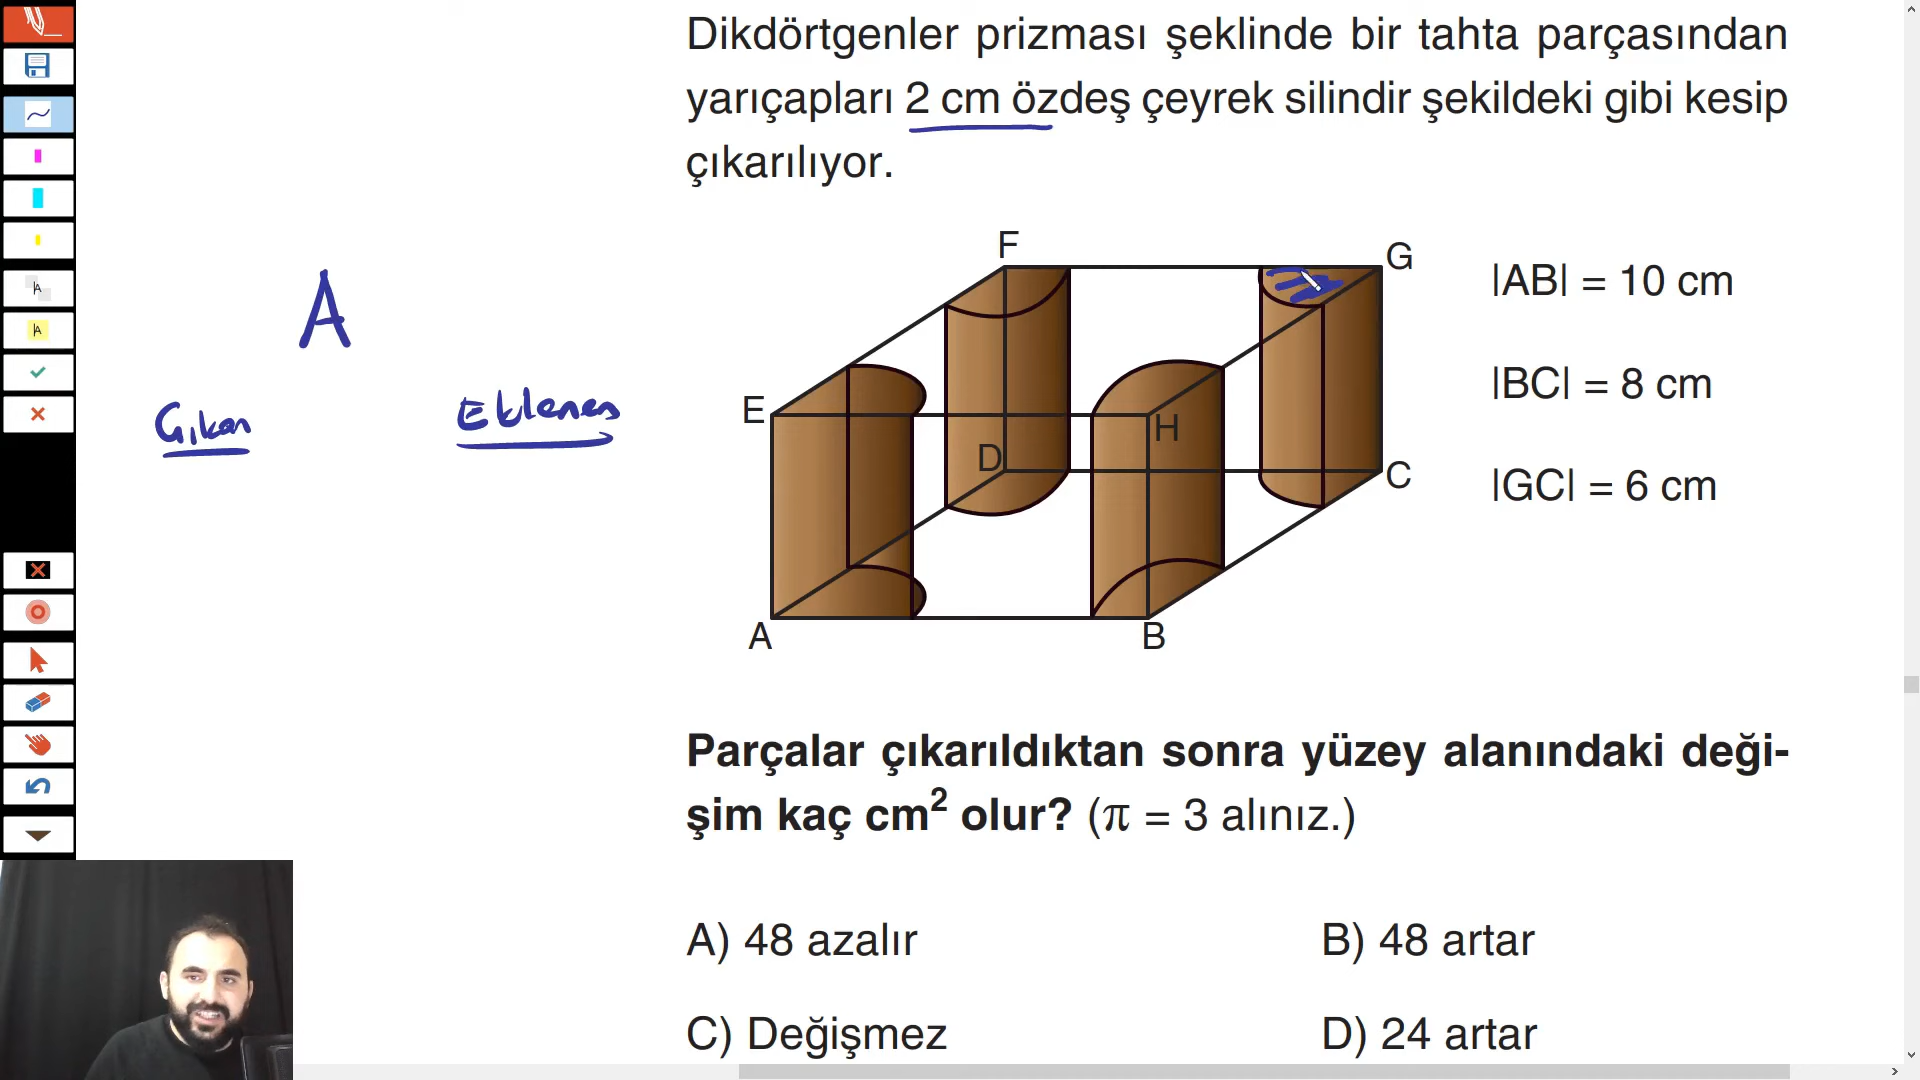 Dikdörtgenler prizması şeklinde bir tahta parçasından
yarıçapları 2 cm özdeş çeyrek silindir şekildeki gibi kesip
çıkarılıyor.
F
G
|AB| = 10 cm
A
|BC| = 8 cm
Çıkan
Eklenen
E
H
D
C
|GC| = 6 cm
A
B
Parçalar çıkarıldıktan sonra yüzey alanındaki deği-
şim kaç cm² olur? (π = 3 alınız.)
A) 48 azalır
B) 48 artar
C) Değişmez
D) 24 artar